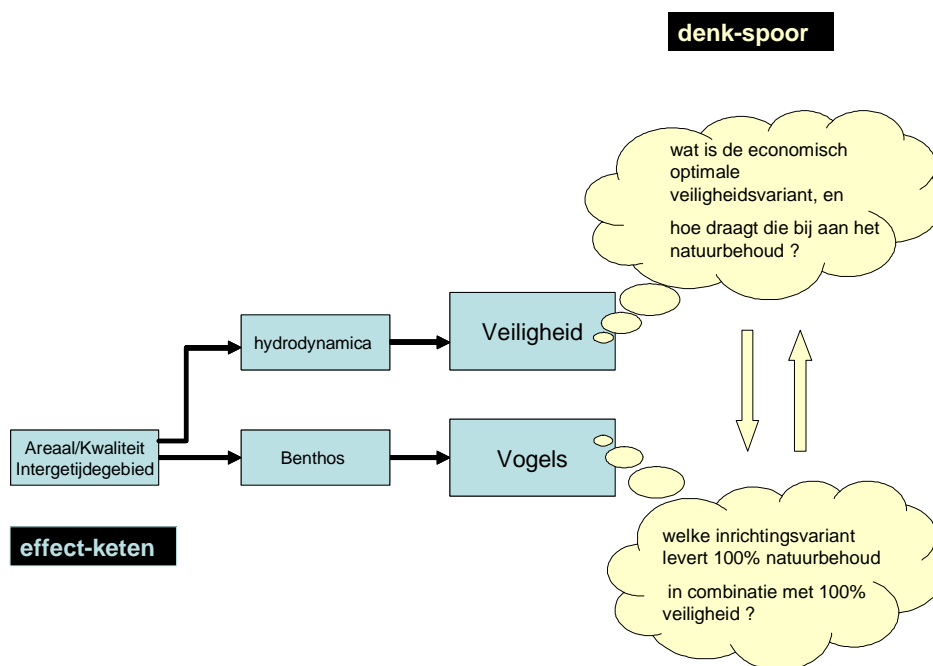 denk-spoor
wat is de economisch
optimale
veiligheidsvariant, en
hoe draagt die bij aan het
natuurbehoud ?
Veiligheid
hydrodynamica
Areaal/Kwaliteit
Intergetijdegebied
Benthos
Vogels
effect-keten
welke inrichtingsvariant
levert 100% natuurbehoud
in combinatie met 100%
veiligheid ?